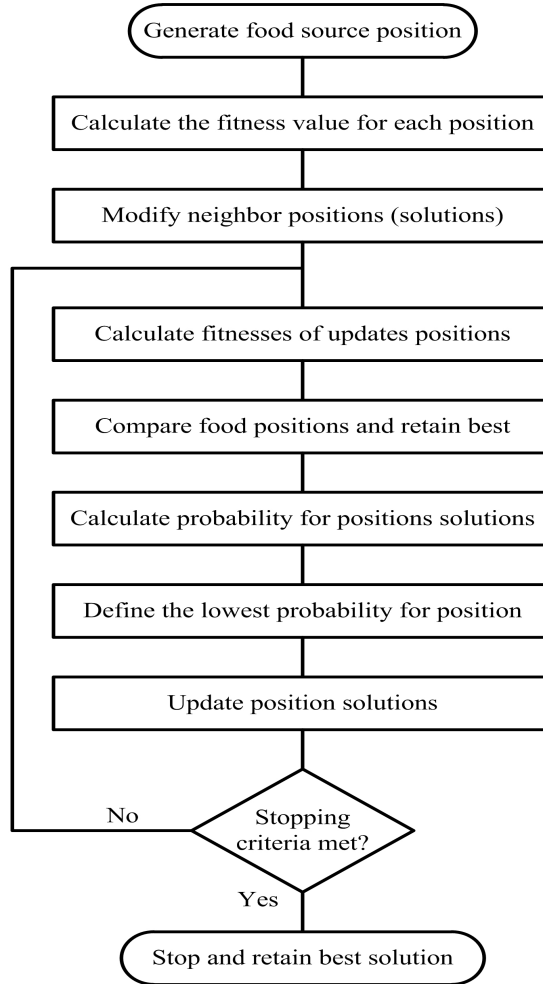 Generate food source position
Calculate the fitness value for each position
Modify neighbor positions (solutions)
Calculate fitnesses of updates positions
Compare food positions and retain best
Calculate probability for positions solutions
Define the lowest probability for position
Update position solutions
Stopping
criteria met?
No
Yes
Stop and retain best solution